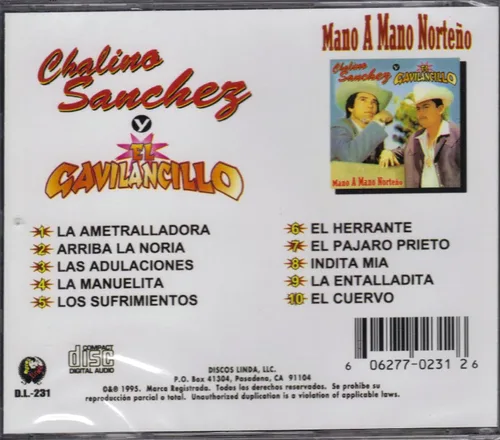 Mano A Mano Norteño
Chalino
Sanchez
Y
EL
GAVILANCILLO
Chalino
Sanchez
Y
EL
GAVILANCILLO
MANO A MANO NORTEÑO
1 LA AMETRALLADORA
2 ARRIBA LA NORIA
3 LAS ADULACIONES
4 LA MANUELITA
5 LOS SUFRIMIENTOS
6 EL HERRANTE
7 EL PAJARO PRIETO
8 INDITA MIA
9 LA ENTALLADITA
10 EL CUERVO
D.L.-231
COMPACT
disc
DIGITAL AUDIO
DISCOS LINDA, LLC.
P.O. Box 41304, Pasadena, CA 91104
©&℗ 1995. Marca Registrada. Todos los derechos reservados. Se prohibe su
reproducción parcial o total. Unauthorized duplication is a violation of applicable laws.
6 06277-0231 2 6